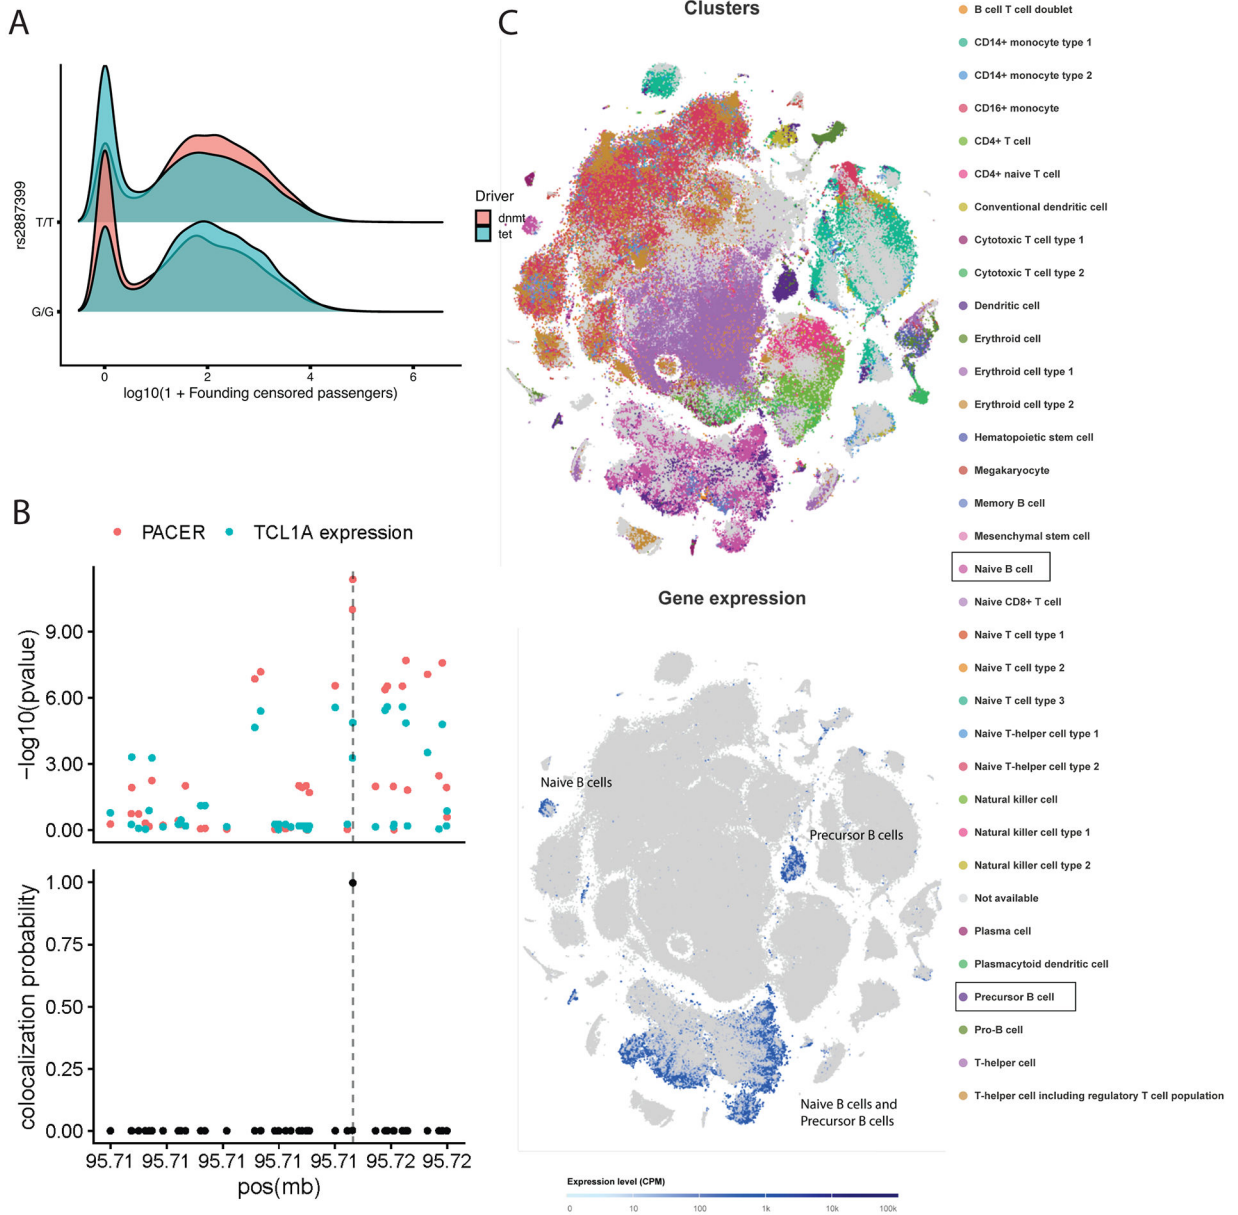 A
rs2887399
T/T
G/G
0
2
4
6
log10(1 + Founding censored passengers)
Driver
dnmt
tet
B
PACER
TCL1A expression
−log10(pvalue)
9.00
6.00
3.00
0.00
colocalization probability
1.00
0.75
0.50
0.25
0.00
95.71
95.71
95.71
95.71
95.71
95.72
95.72
pos(mb)
C
Clusters
Gene expression
Naive B cells
Precursor B cells
Naive B cells and
Precursor B cells
Expression level (CPM)
0
10
100
1k
10k
100k
B cell T cell doublet
CD14+ monocyte type 1
CD14+ monocyte type 2
CD16+ monocyte
CD4+ T cell
CD4+ naive T cell
Conventional dendritic cell
Cytotoxic T cell type 1
Cytotoxic T cell type 2
Dendritic cell
Erythroid cell
Erythroid cell type 1
Erythroid cell type 2
Hematopoietic stem cell
Megakaryocyte
Memory B cell
Mesenchymal stem cell
Naive B cell
Naive CD8+ T cell
Naive T cell type 1
Naive T cell type 2
Naive T cell type 3
Naive T-helper cell type 1
Naive T-helper cell type 2
Natural killer cell
Natural killer cell type 1
Natural killer cell type 2
Not available
Plasma cell
Plasmacytoid dendritic cell
Precursor B cell
Pro-B cell
T-helper cell
T-helper cell including regulatory T cell population